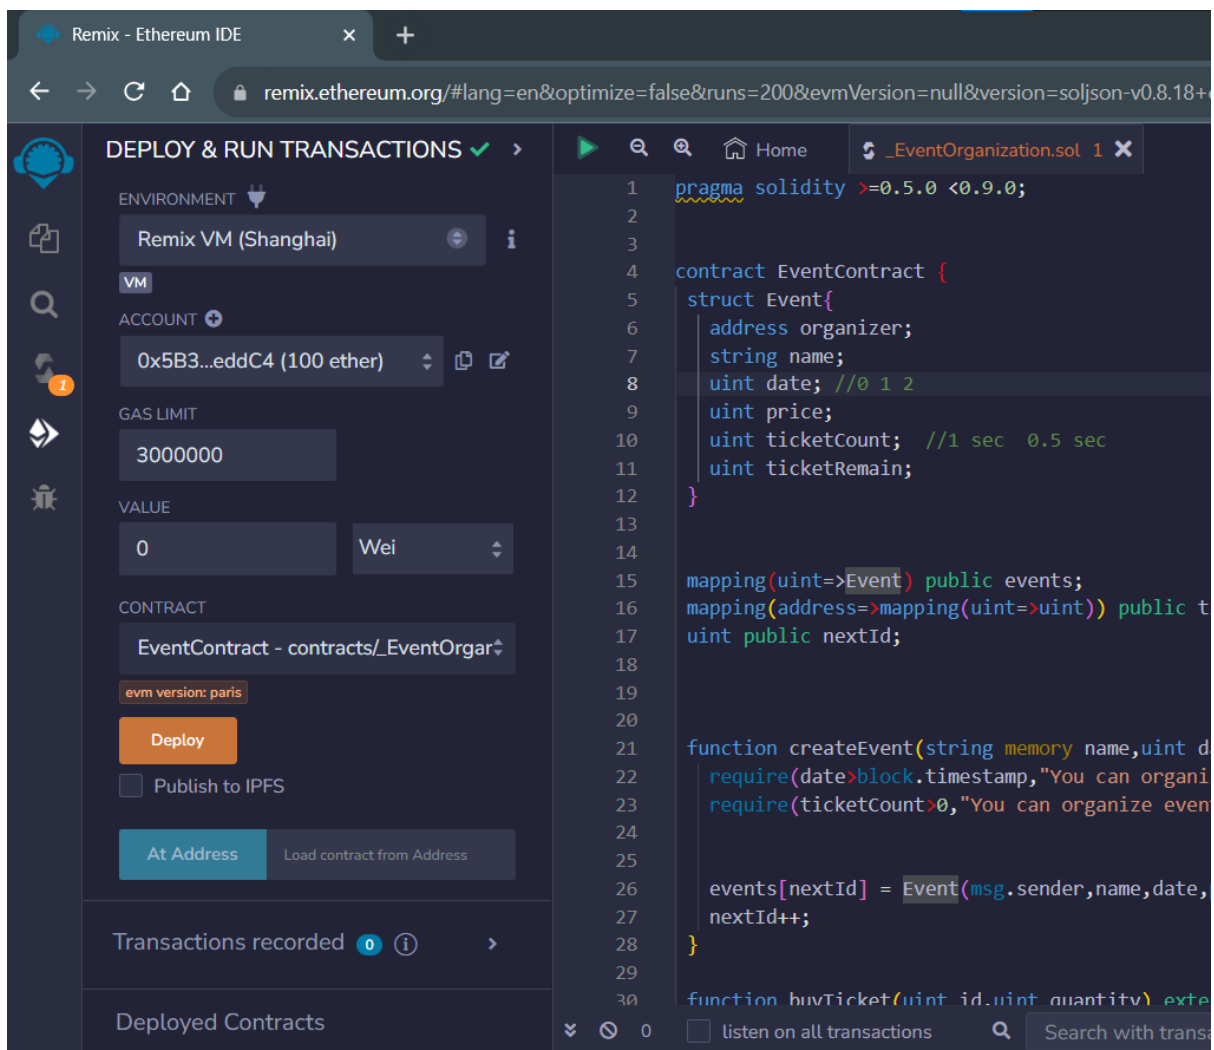 Remix - Ethereum IDE
remix.ethereum.org/#lang=en&optimize=false&runs=200&evmVersion=null&version=soljson-v0.8.18+
DEPLOY & RUN TRANSACTIONS
ENVIRONMENT
Remix VM (Shanghai)
VM
ACCOUNT
0x5B3...eddC4 (100 ether)
1
GAS LIMIT
3000000
VALUE
0
Wei
CONTRACT
EventContract - contracts/_EventOrgar
evm version: paris
Deploy
Publish to IPFS
At Address
Load contract from Address
Transactions recorded 0 i
Deployed Contracts
Home
_EventOrganization.sol 1
1 pragma solidity >=0.5.0 <0.9.0;
2
3
4 contract EventContract {
5 struct Event{
6 address organizer;
7 string name;
8 uint date; //0 1 2
9 uint price;
10 uint ticketCount; //1 sec 0.5 sec
11 uint ticketRemain;
12 }
13
14
15 mapping(uint=>Event) public events;
16 mapping(address=>mapping(uint=>uint)) public t
17 uint public nextId;
18
19
20
21 function createEvent(string memory name,uint d
22 require(date>block.timestamp,"You can organi
23 require(ticketCount>0,"You can organize even
24
25
26 events[nextId] = Event(msg.sender,name,date,
27 nextId++;
28 }
29
30 function buyTicket(uint id,uint quantity) exte
0
listen on all transactions
Search with transa